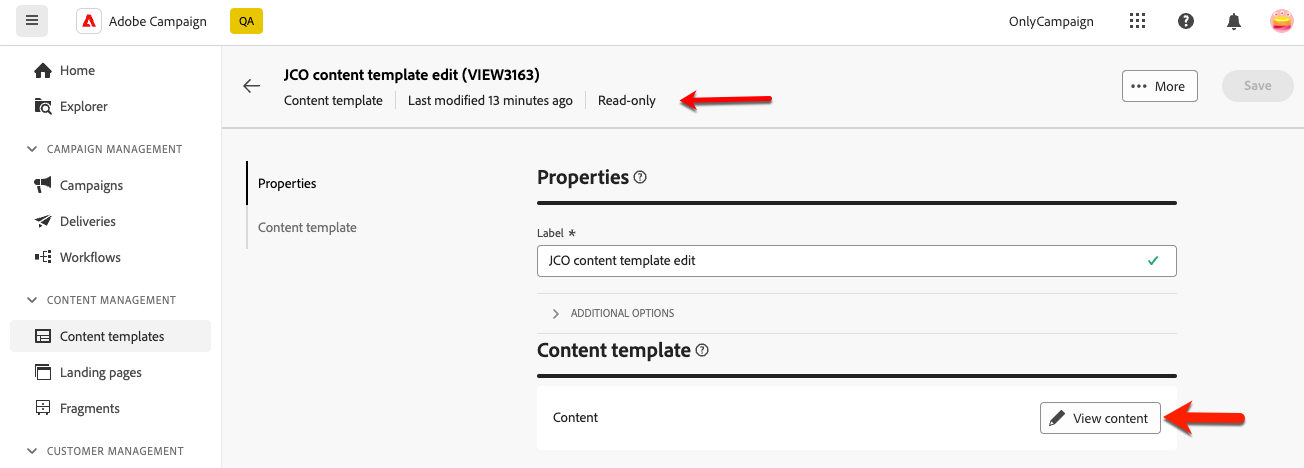 Adobe Campaign QA OnlyCampaign
Home
Explorer
CAMPAIGN MANAGEMENT
Campaigns
Deliveries
Workflows
CONTENT MANAGEMENT
Content templates
Landing pages
Fragments
CUSTOMER MANAGEMENT
JCO content template edit (VIEW3163)
Content template Last modified 13 minutes ago Read-only
More Save
Properties
Content template
Properties
Label *
JCO content template edit
ADDITIONAL OPTIONS
Content template
Content View content